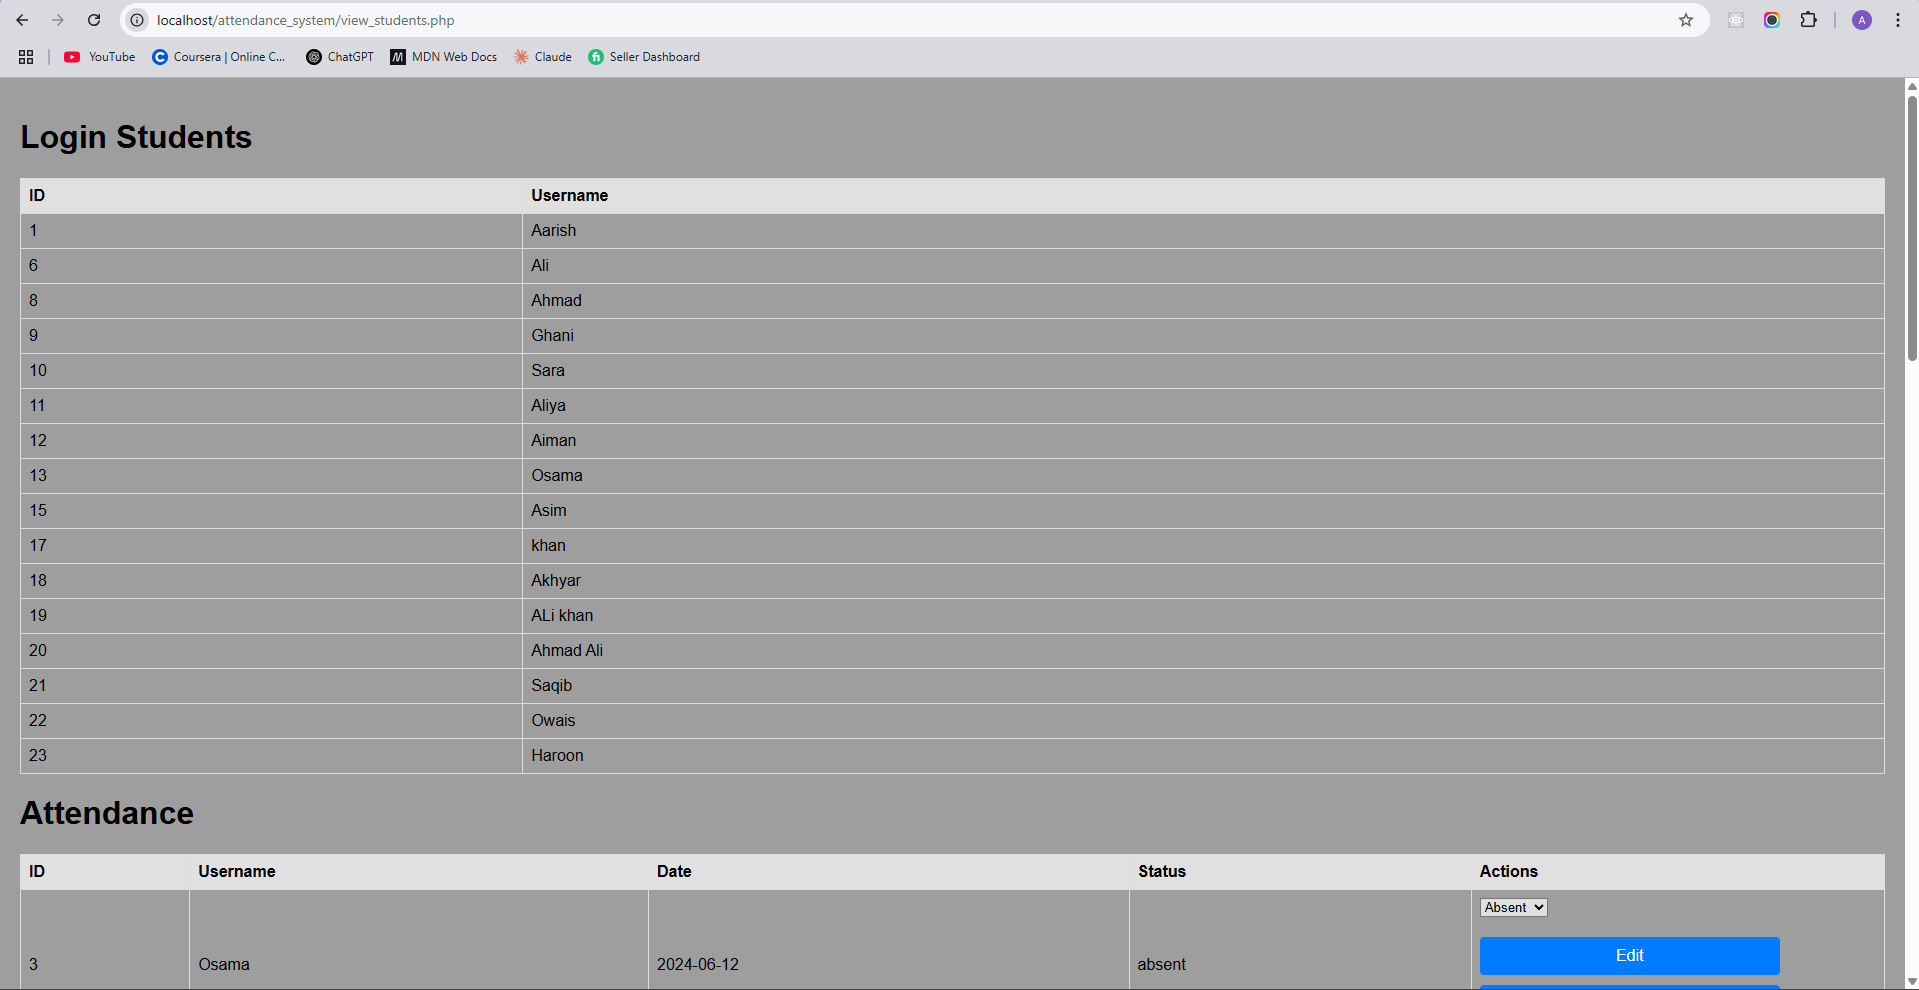 localhost/attendance_system/view_students.php
A
YouTube Coursera | Online C... ChatGPT MDN Web Docs Claude Seller Dashboard
Login Students
ID Username
1 Aarish
6 Ali
8 Ahmad
9 Ghani
10 Sara
11 Aliya
12 Aiman
13 Osama
15 Asim
17 khan
18 Akhyar
19 ALi khan
20 Ahmad Ali
21 Saqib
22 Owais
23 Haroon
Attendance
ID Username Date Status Actions
Absent
Edit
3 Osama 2024-06-12 absent